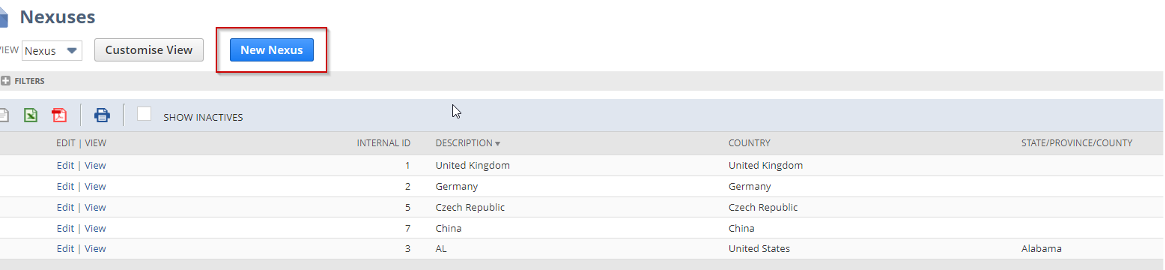 Nexuses
VIEW Nexus Customise View New Nexus
FILTERS
SHOW INACTIVES
EDIT | VIEW INTERNAL ID DESCRIPTION COUNTRY STATE/PROVINCE/COUNTY
Edit | View 1 United Kingdom United Kingdom
Edit | View 2 Germany Germany
Edit | View 5 Czech Republic Czech Republic
Edit | View 7 China China
Edit | View 3 AL United States Alabama